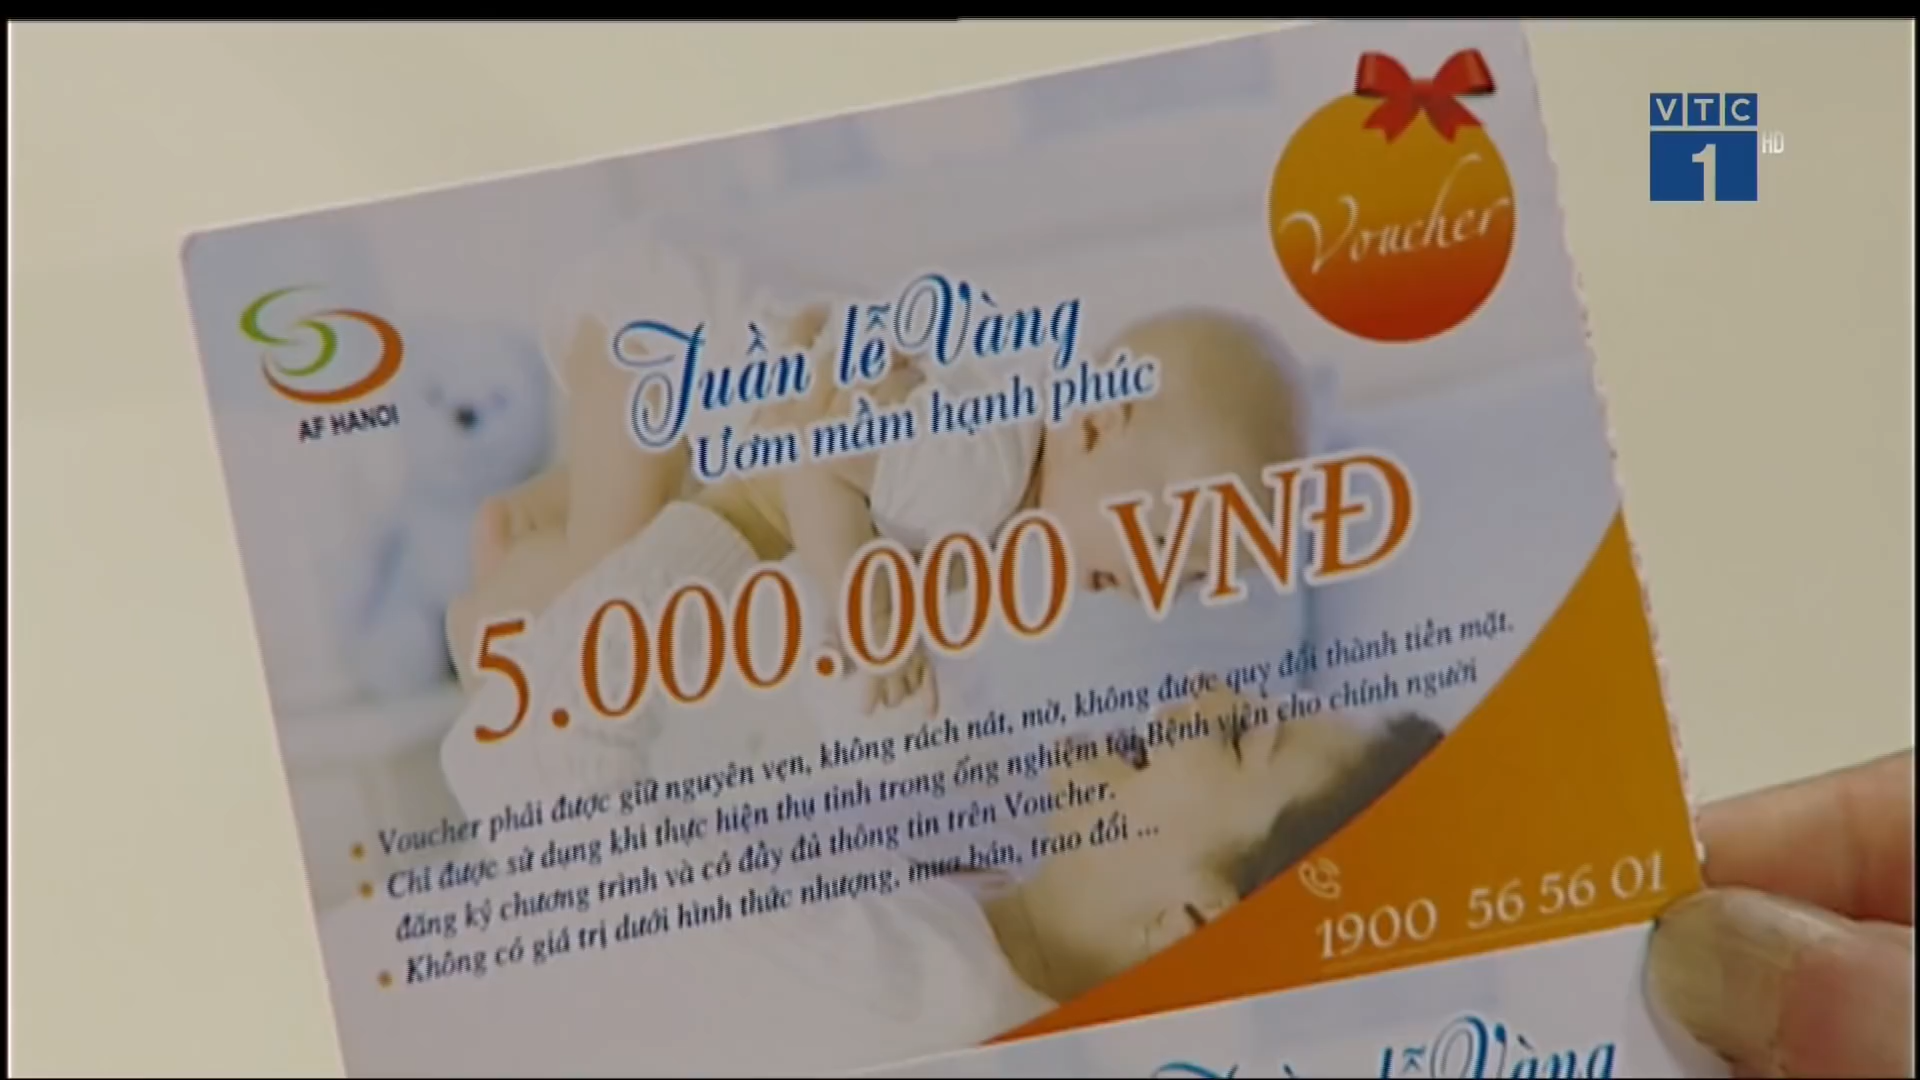 VTC
1
HD
Voucher
AF HANOI
Tuần lễ Vàng
Ươm mầm hạnh phúc
5.000.000 VNĐ
• Voucher phải được giữ nguyên vẹn, không rách nát, mờ, không được quy đổi thành tiền mặt.
• Chỉ được sử dụng khi thực hiện thụ tinh trong ống nghiệm tại Bệnh viện cho chính người
đăng ký chương trình và có đầy đủ thông tin trên Voucher.
• Không có giá trị dưới hình thức nhượng, mua bán, trao đổi ...
1900 56 56 01
Tuần lễ Vàng